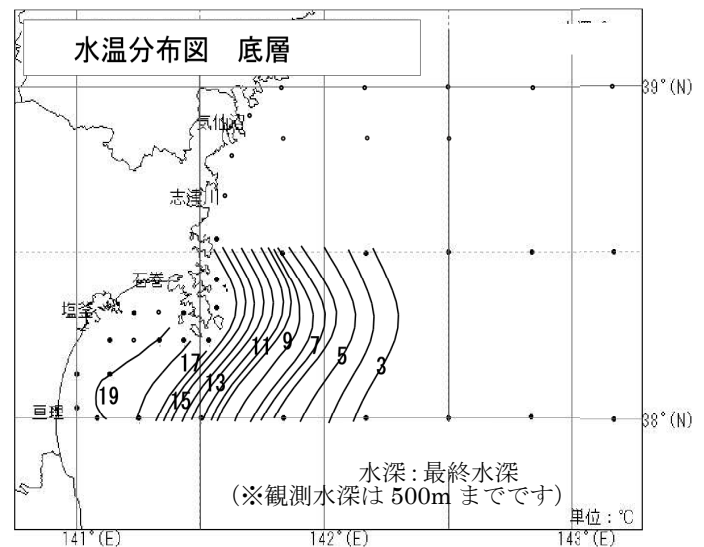 水温分布図 底層
39°(N)
気仙沼
志津川
石巻
塩釜
19
17
15
13
11
9
7
5
3
亘理
38°(N)
水深：最終水深
(※観測水深は 500m までです)
単位：℃
141°(E)
142°(E)
143°(E)